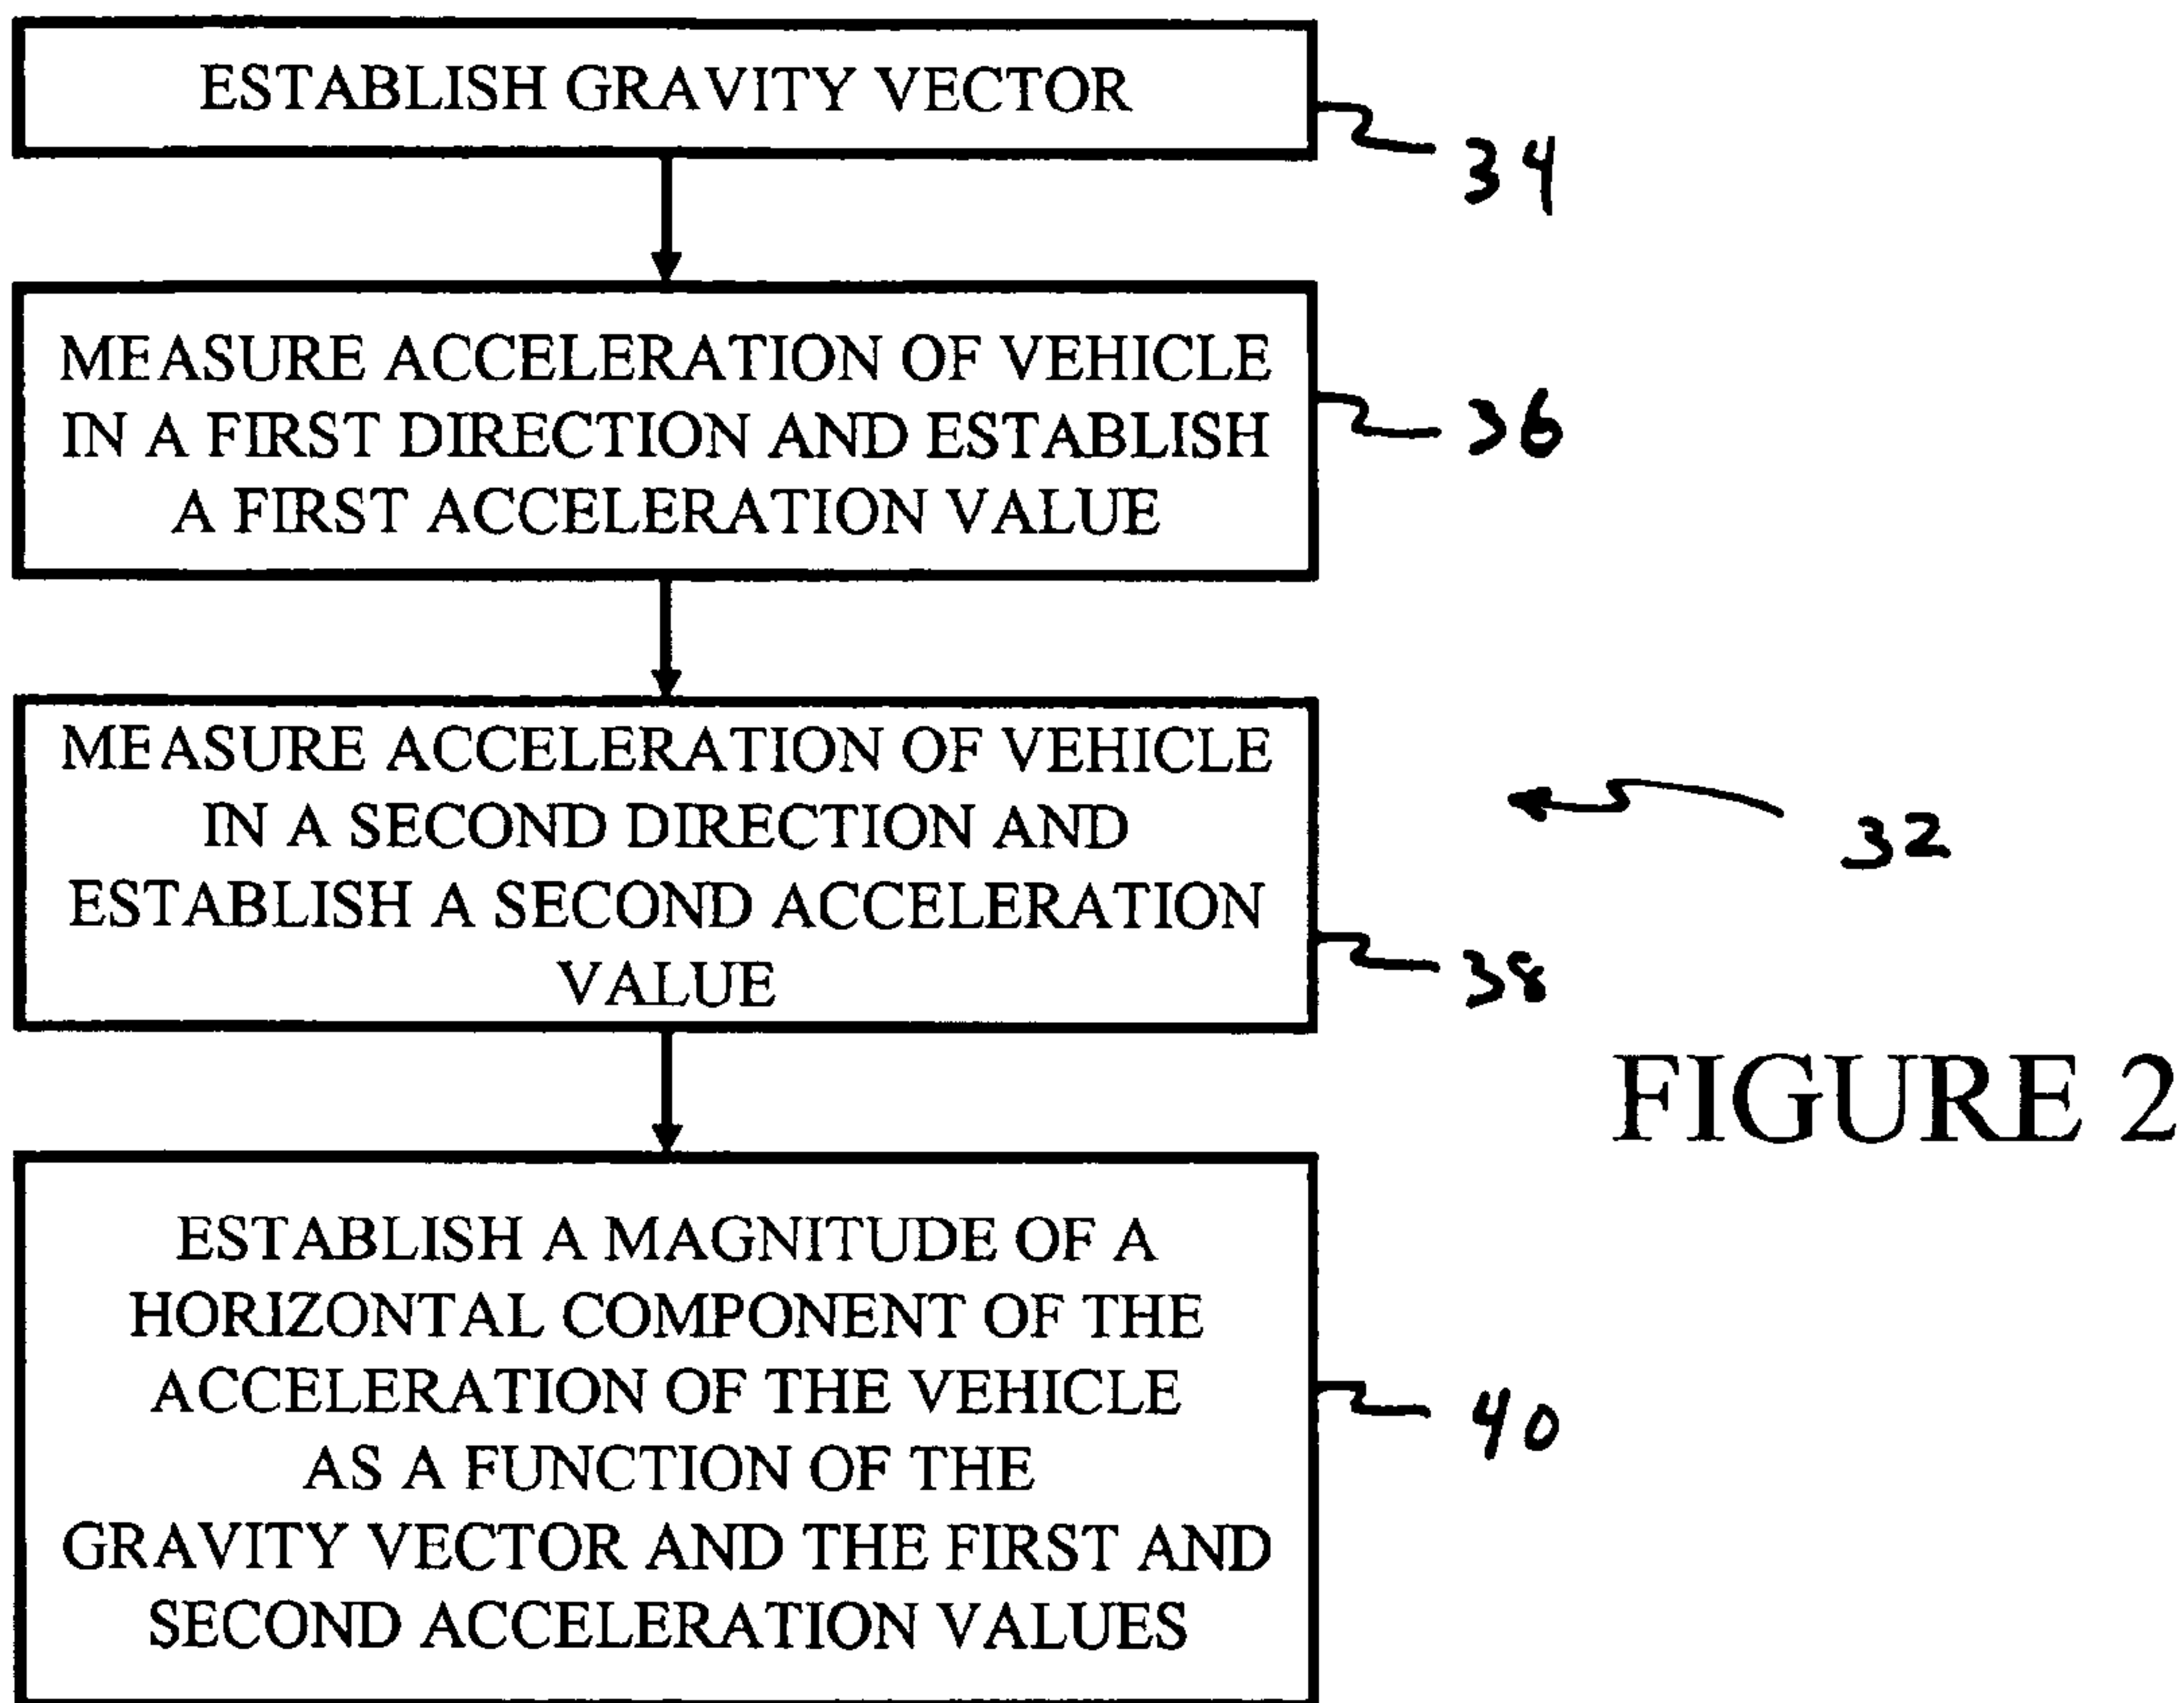 ESTABLISH GRAVITY VECTOR
34
MEASURE ACCELERATION OF VEHICLE
IN A FIRST DIRECTION AND ESTABLISH
A FIRST ACCELERATION VALUE
36
MEASURE ACCELERATION OF VEHICLE
IN A SECOND DIRECTION AND
ESTABLISH A SECOND ACCELERATION
VALUE
32
38
FIGURE 2
ESTABLISH A MAGNITUDE OF A
HORIZONTAL COMPONENT OF THE
ACCELERATION OF THE VEHICLE
AS A FUNCTION OF THE
GRAVITY VECTOR AND THE FIRST AND
SECOND ACCELERATION VALUES
40